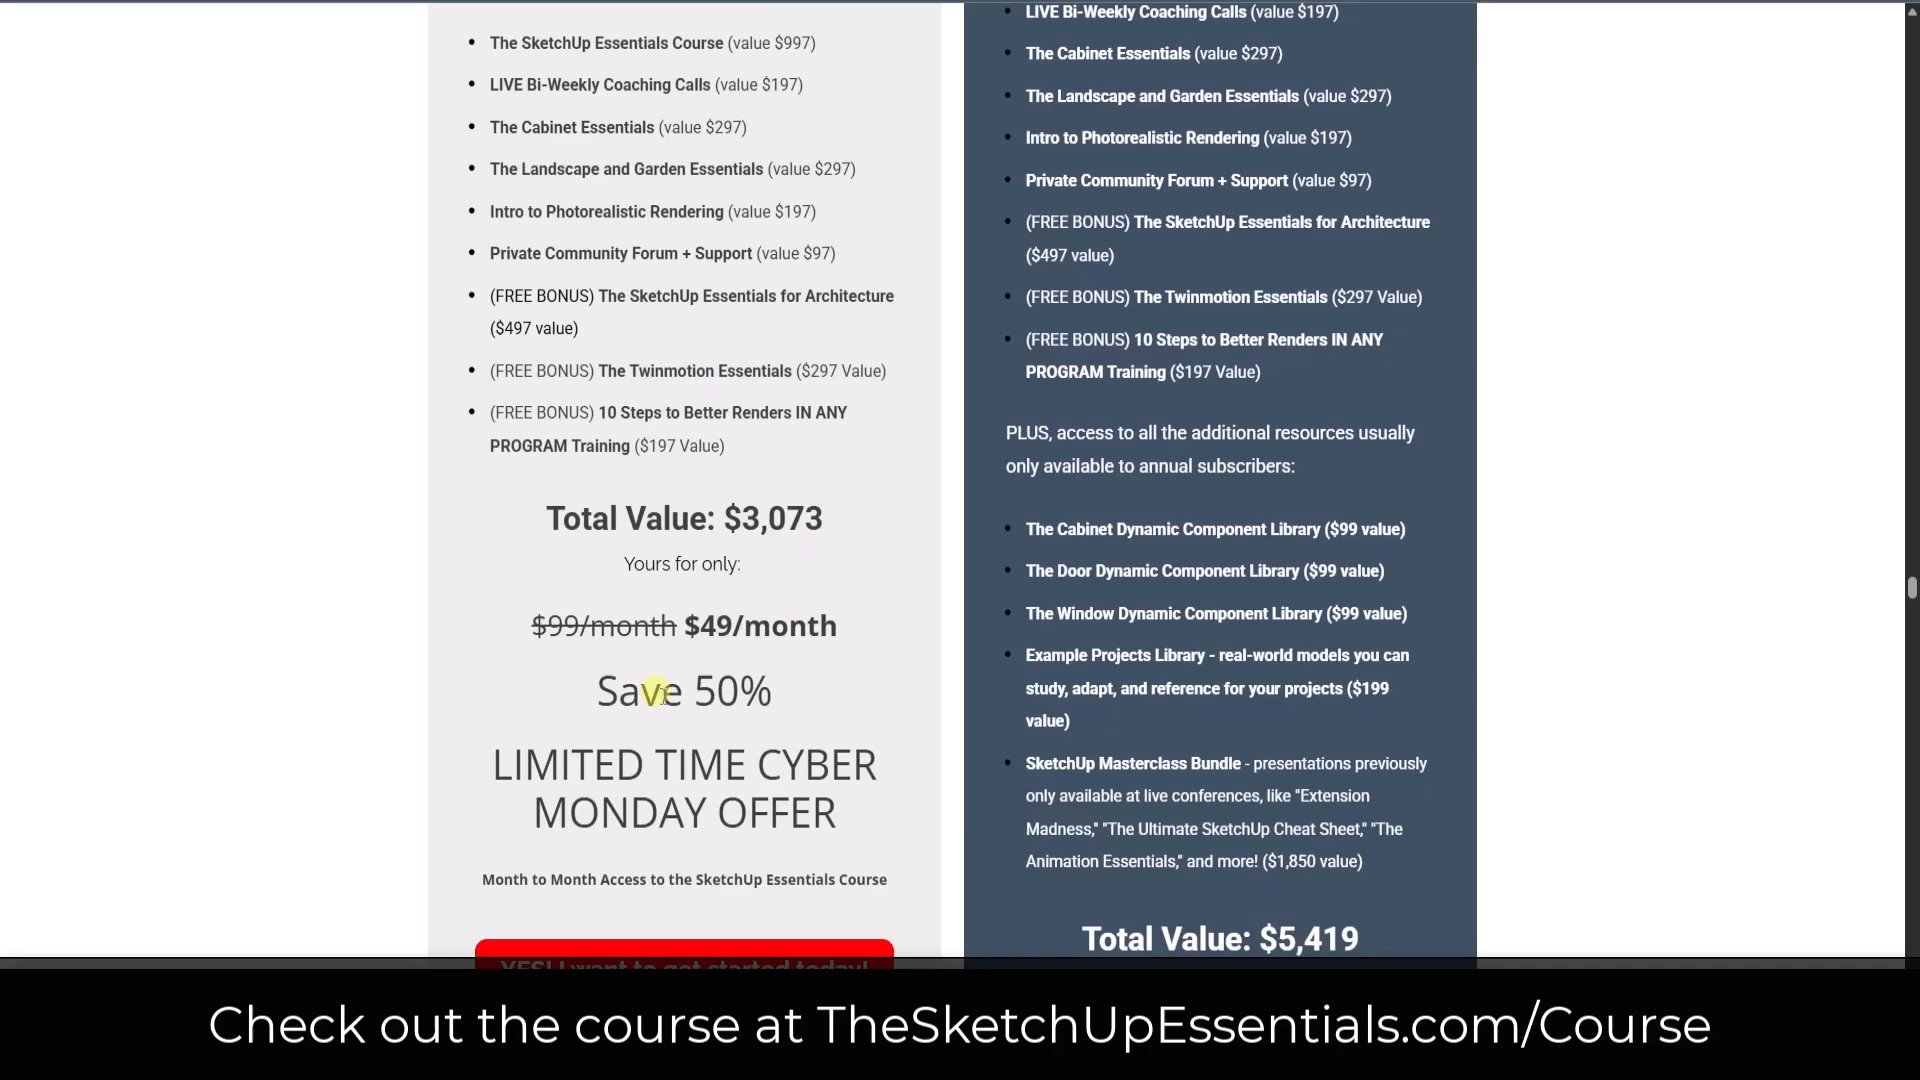 The SketchUp Essentials Course (value $997)
LIVE Bi-Weekly Coaching Calls (value $197)
The Cabinet Essentials (value $297)
The Landscape and Garden Essentials (value $297)
Intro to Photorealistic Rendering (value $197)
Private Community Forum + Support (value $97)
(FREE BONUS) The SketchUp Essentials for Architecture
($497 value)
(FREE BONUS) The Twinmotion Essentials ($297 Value)
(FREE BONUS) 10 Steps to Better Renders IN ANY
PROGRAM Training ($197 Value)
Total Value: $3,073
Yours for only:
$99/month $49/month
Save 50%
LIMITED TIME CYBER
MONDAY OFFER
Month to Month Access to the SketchUp Essentials Course
YES! I want to get started today!
LIVE Bi-Weekly Coaching Calls (value $197)
The Cabinet Essentials (value $297)
The Landscape and Garden Essentials (value $297)
Intro to Photorealistic Rendering (value $197)
Private Community Forum + Support (value $97)
(FREE BONUS) The SketchUp Essentials for Architecture
($497 value)
(FREE BONUS) The Twinmotion Essentials ($297 Value)
(FREE BONUS) 10 Steps to Better Renders IN ANY
PROGRAM Training ($197 Value)
PLUS, access to all the additional resources usually
only available to annual subscribers:
The Cabinet Dynamic Component Library ($99 value)
The Door Dynamic Component Library ($99 value)
The Window Dynamic Component Library ($99 value)
Example Projects Library - real-world models you can
study, adapt, and reference for your projects ($199
value)
SketchUp Masterclass Bundle - presentations previously
only available at live conferences, like "Extension
Madness," "The Ultimate SketchUp Cheat Sheet," "The
Animation Essentials," and more! ($1,850 value)
Total Value: $5,419
Check out the course at TheSketchUpEssentials.com/Course